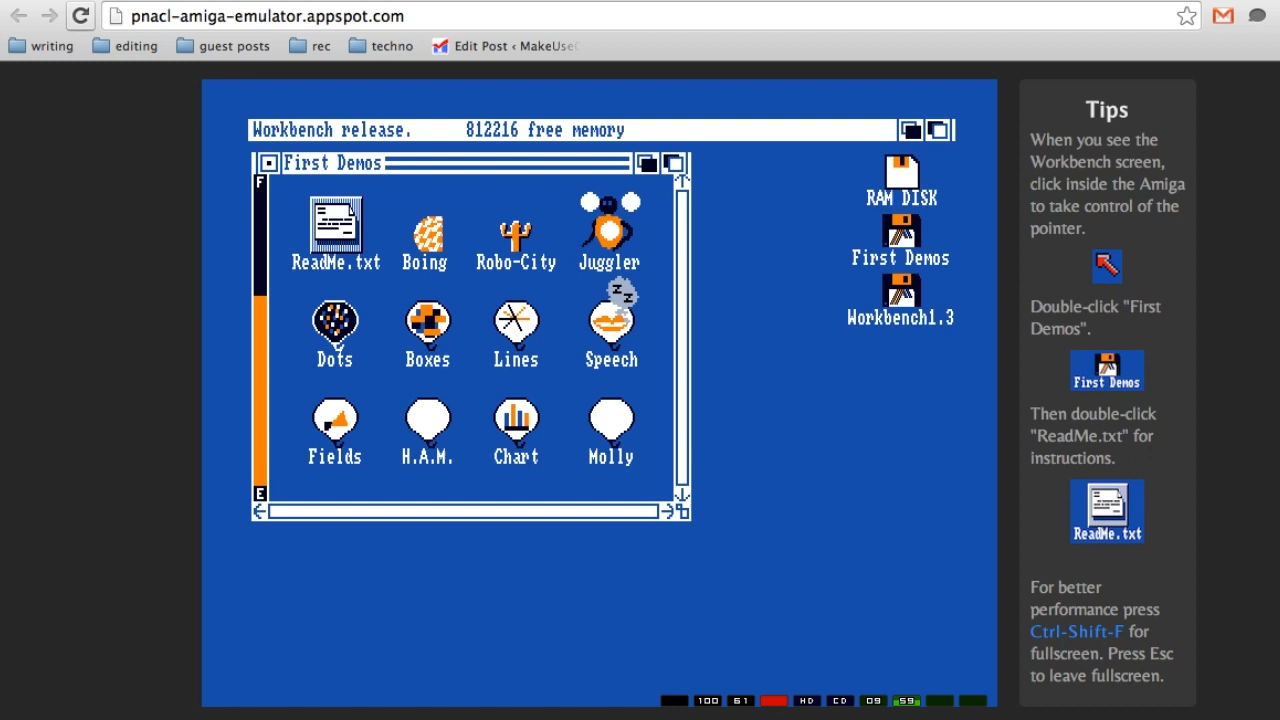 pnacl-amiga-emulator.appspot.com
writing editing guest posts rec techno Edit Post ‹ MakeUseO
Workbench release. 812216 free memory
First Demos
F
ReadMe.txt Boing Robo-City Juggler
Z Z
Dots Boxes Lines Speech
Fields H.A.M. Chart Molly
E
RAM DISK
First Demos
Workbench1.3
100 61 HD CD 09 59
Tips
When you see the
Workbench screen,
click inside the Amiga
to take control of the
pointer.
Double-click "First
Demos".
First Demos
Then double-click
"ReadMe.txt" for
instructions.
ReadMe.txt
For better
performance press
Ctrl-Shift-F for
fullscreen. Press Esc
to leave fullscreen.